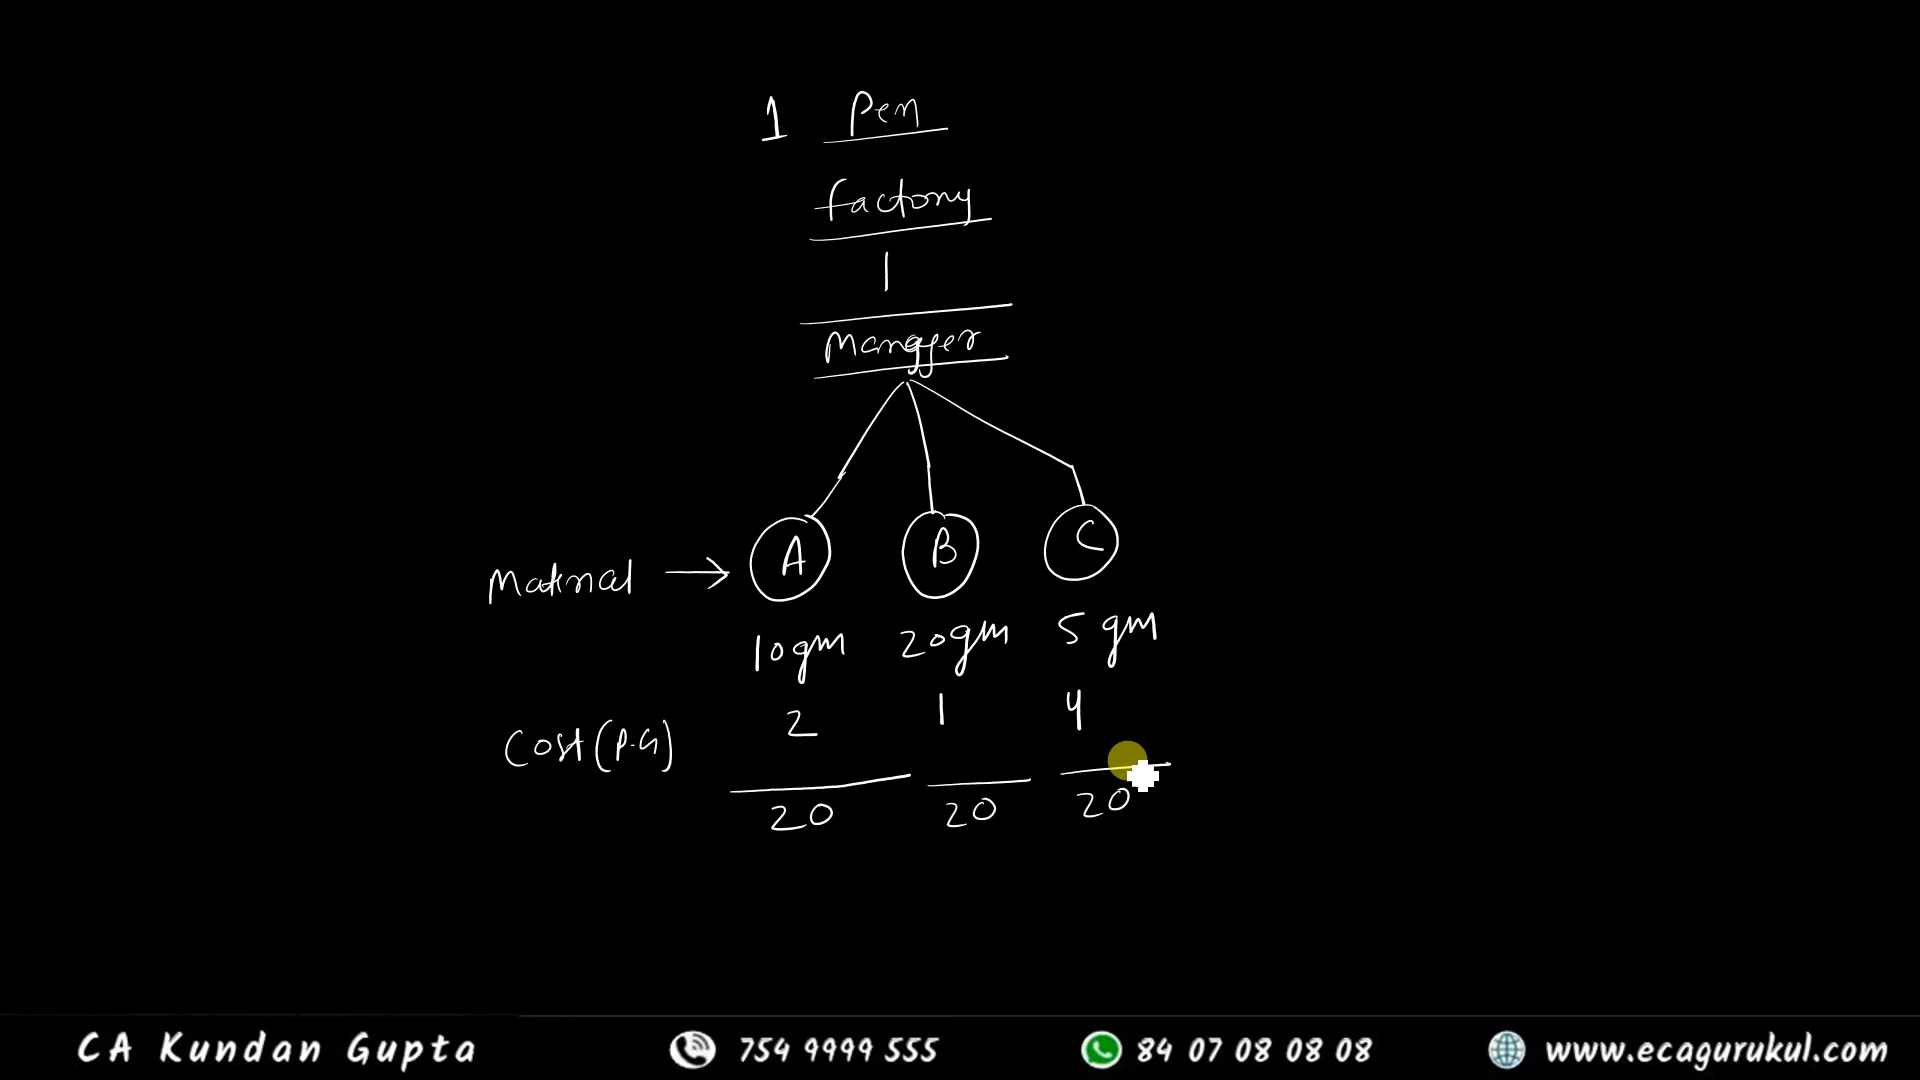 1 Pen
factory
Manager
Material → A B C
10gm 20gm 5 gm
Cost (P.G) 2 1 4
20 20 20
CA Kundan Gupta 754 9999 555 84 07 08 08 08 www.ecagurukul.com